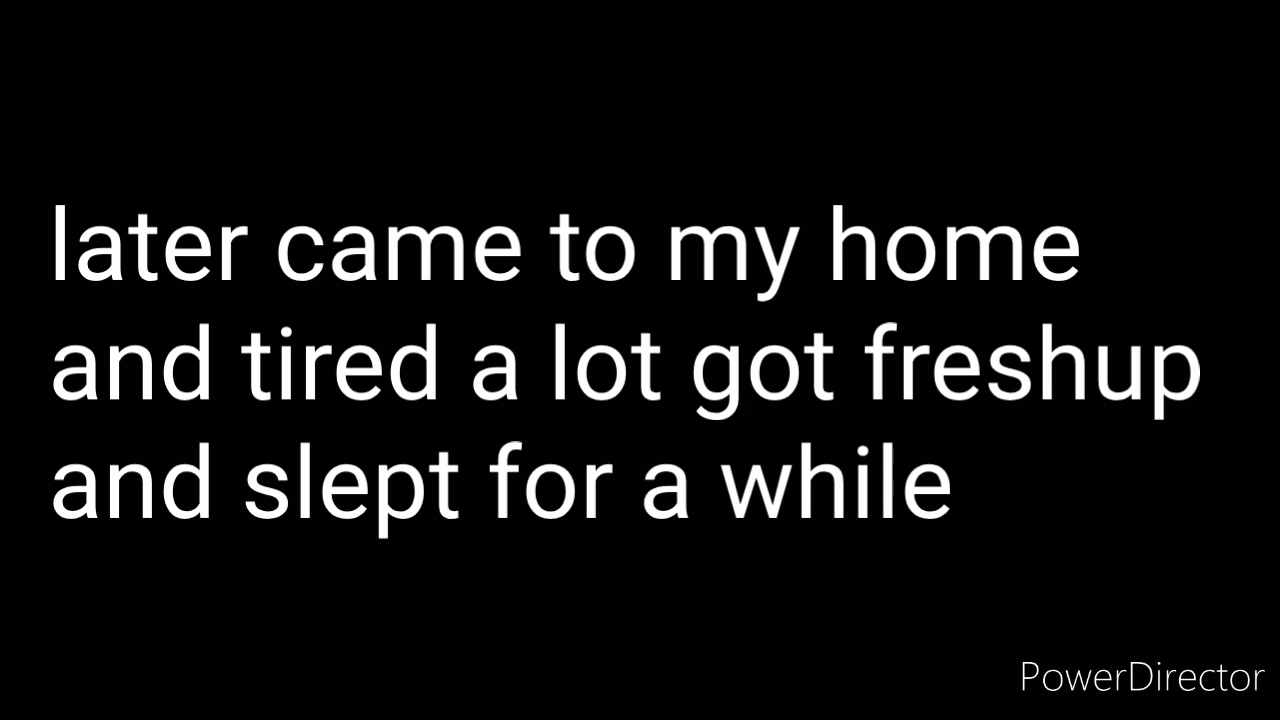 later came to my home
and tired a lot got freshup
and slept for a while
PowerDirector